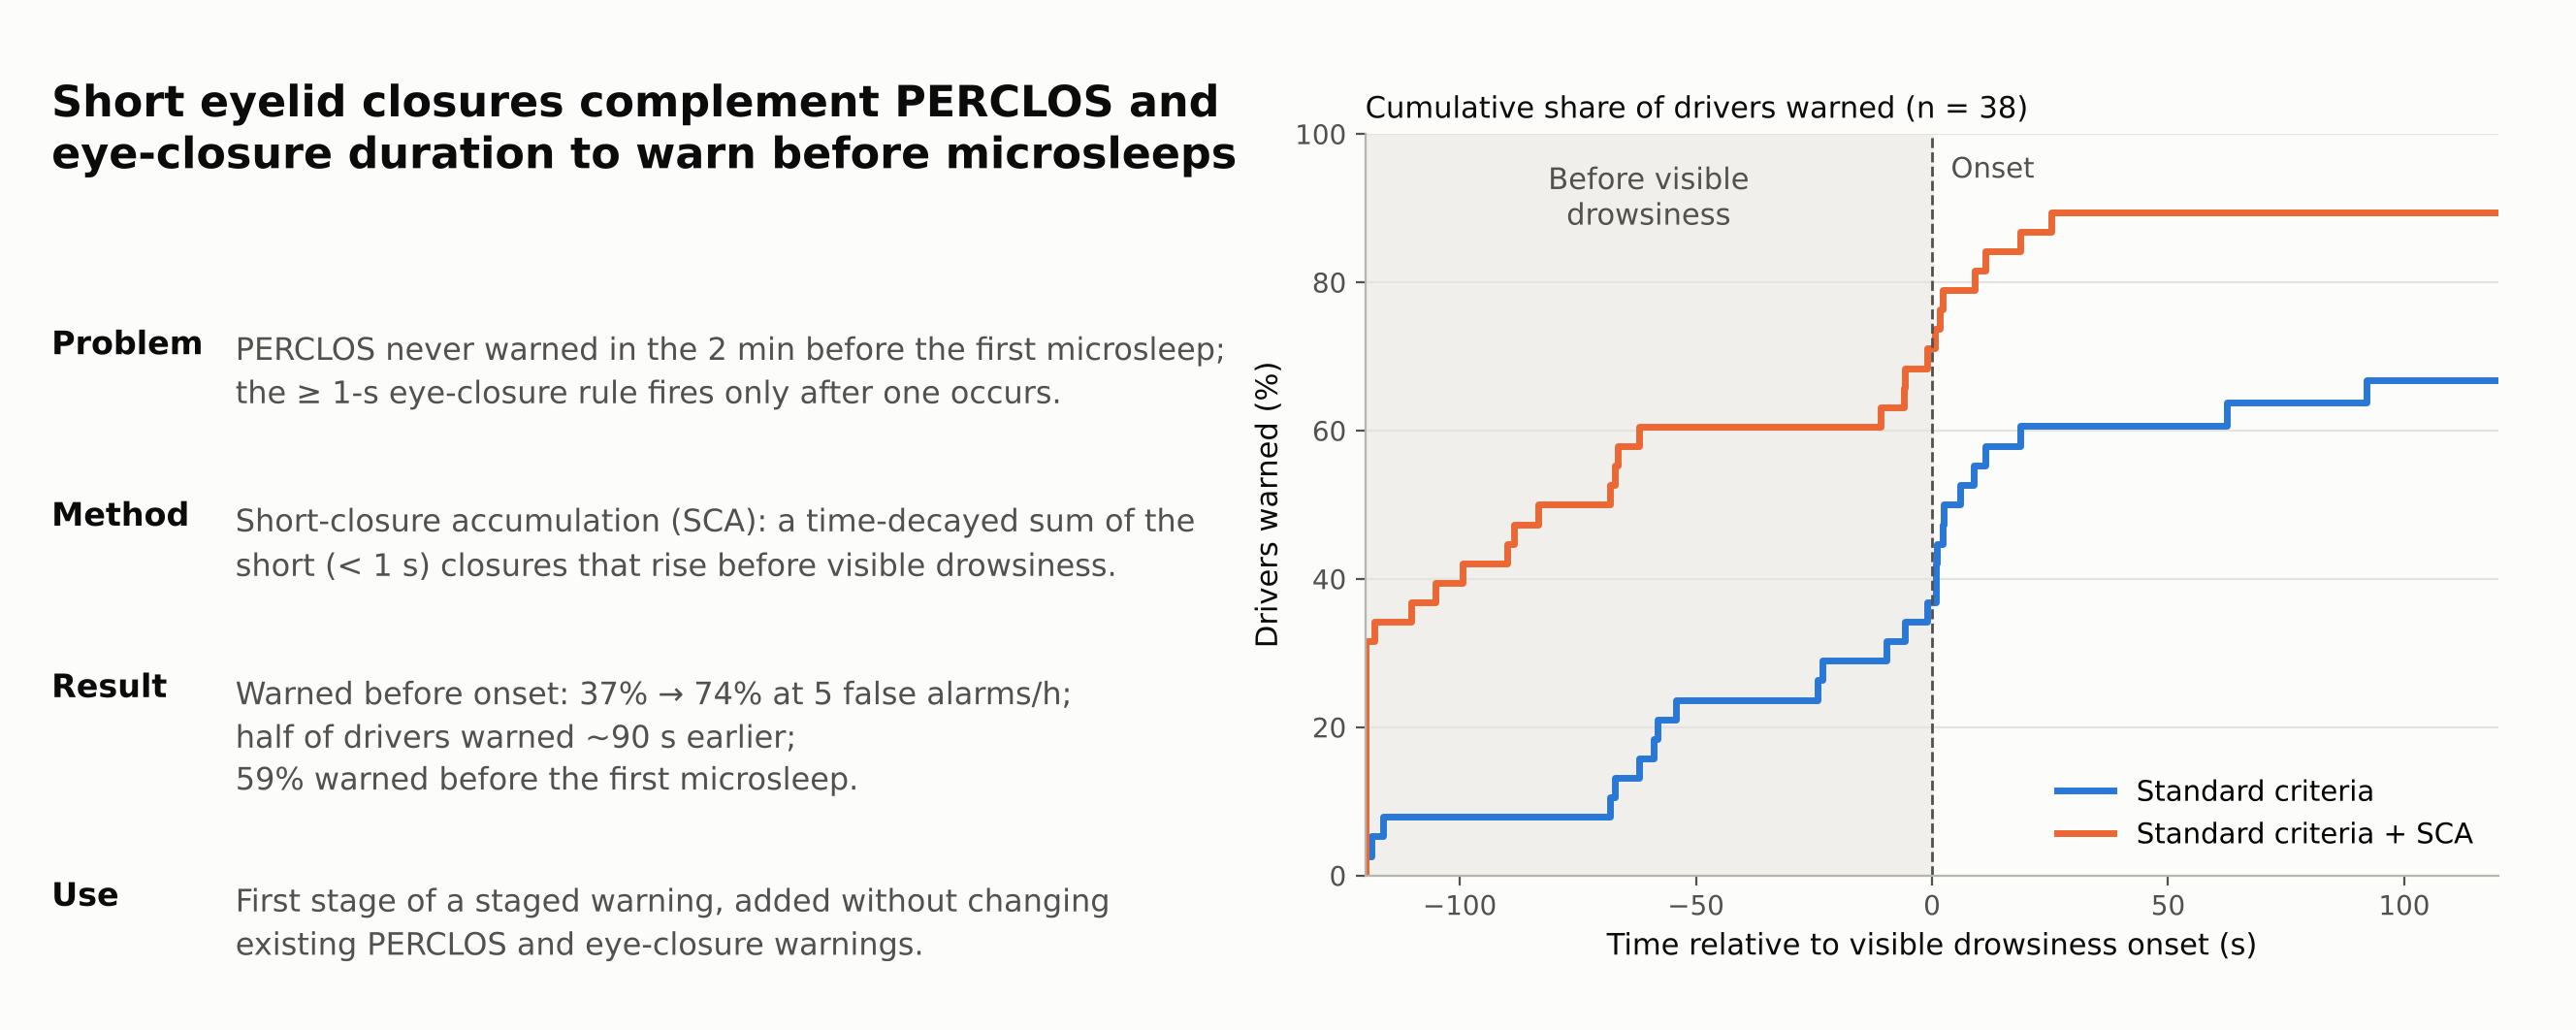 Short eyelid closures complement PERCLOS and
eye-closure duration to warn before microsleeps
Problem
PERCLOS never warned in the 2 min before the first microsleep;
the ≥ 1-s eye-closure rule fires only after one occurs.
Method
Short-closure accumulation (SCA): a time-decayed sum of the
short (< 1 s) closures that rise before visible drowsiness.
Result
Warned before onset: 37% → 74% at 5 false alarms/h;
half of drivers warned ~90 s earlier;
59% warned before the first microsleep.
Use
First stage of a staged warning, added without changing
existing PERCLOS and eye-closure warnings.
Cumulative share of drivers warned (n = 38)
Drivers warned (%)
100
80
60
40
20
0
Before visible
drowsiness
Onset
Standard criteria
Standard criteria + SCA
−100
−50
0
50
100
Time relative to visible drowsiness onset (s)